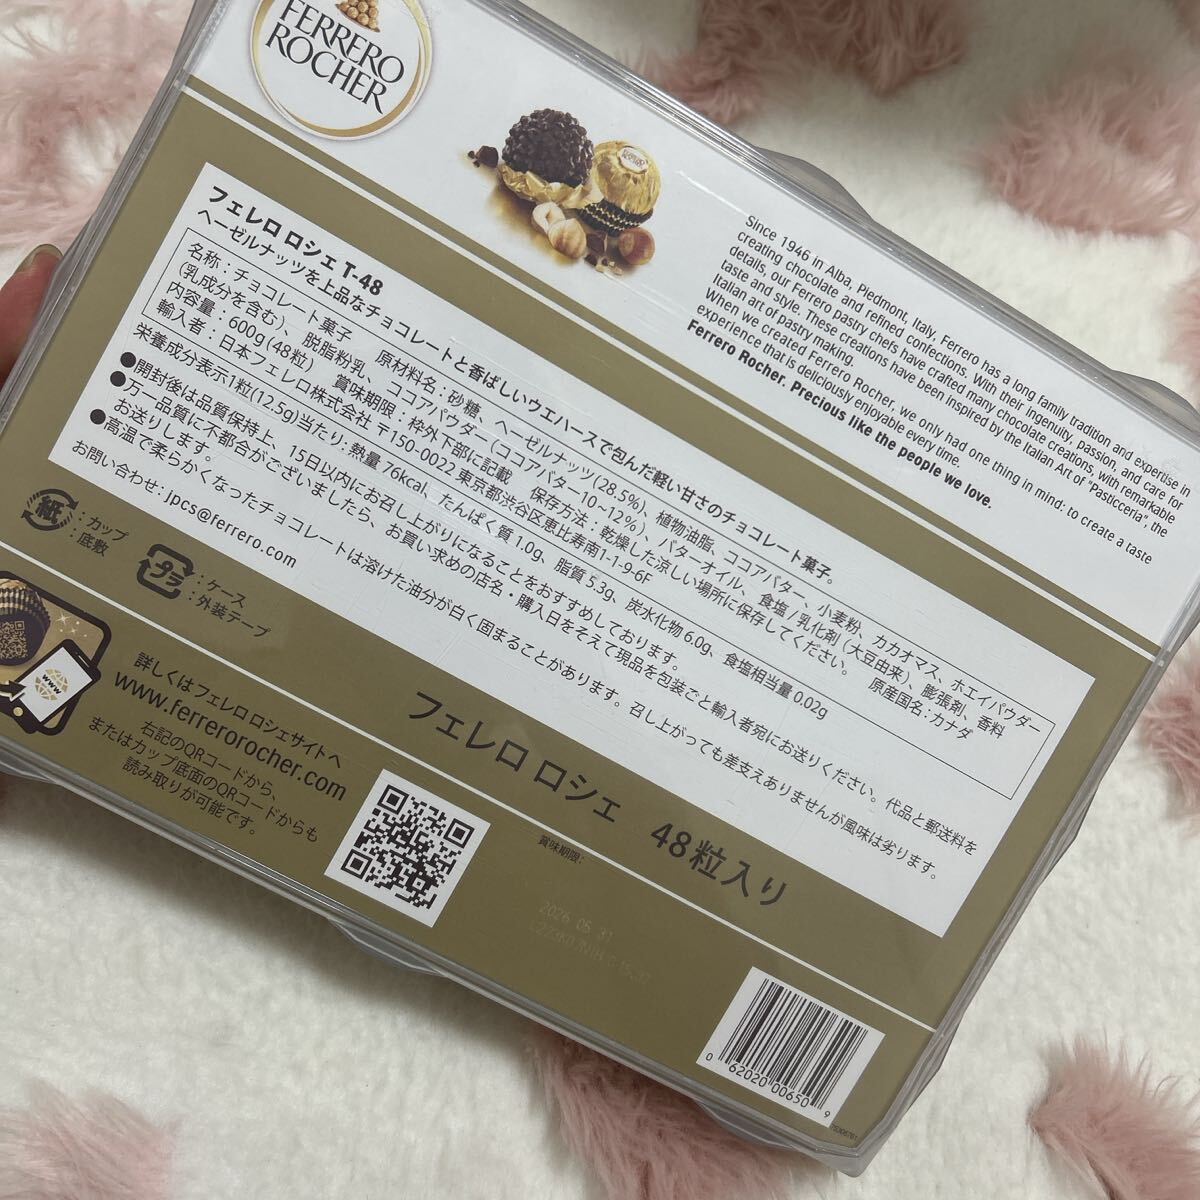 FERRERO
ROCHER
Since 1946 in Alba, Piedmont, Italy, Ferrero has a long family tradition and expertise in
creating chocolate and refined confections. With their ingenuity, passion, and care for
details, our Ferrero pastry chefs have crafted many chocolate creations, with remarkable
taste and style. These creations have been inspired by the Italian Art of "Pasticceria", the
Italian art of pastry making.
When we created Ferrero Rocher, we only had one thing in mind: to create a taste
experience that is deliciously enjoyable every time.
Ferrero Rocher. Precious like the people we love.
フェレロ ロシェ T-48
ヘーゼルナッツを上品なチョコレートと香ばしいウエハースで包んだ軽い甘さのチョコレート菓子。
名称：チョコレート菓子　原材料名：砂糖、ヘーゼルナッツ(28.5%)、植物油脂、ココアバター、小麦粉、カカオマス、ホエイパウダー
(乳成分を含む)、脱脂粉乳、ココアパウダー(ココアバター10~12%)、バターオイル、食塩 / 乳化剤(大豆由来)、膨張剤、香料
内容量：600g(48粒)　賞味期限：枠外下部に記載　保存方法：乾燥した涼しい場所に保存してください。　原産国名：カナダ
輸入者：日本フェレロ株式会社 〒150-0022 東京都渋谷区恵比寿南1-1-9-6F
栄養成分表示1粒(12.5g)当たり: 熱量 76kcal、たんぱく質 1.0g、脂質 5.3g、炭水化物 6.0g、食塩相当量 0.02g
●開封後は品質保持上、15日以内にお召し上がりになることをおすすめしております。
●万一品質に不都合がございましたら、お買い求めの店名・購入日をそえて現品を包装ごと輸入者宛にお送りください。代品と郵送料を
お送りします。
●高温で柔らかくなったチョコレートは溶けた油分が白く固まることがあります。召し上がっても差支えありませんが風味は劣ります。
お問い合わせ: jpcs@ferrero.com
紙
：カップ
：底敷
プラ
：ケース
：外装テープ
フェレロ ロシェ　48粒入り
www
詳しくはフェレロ ロシェサイトへ
www.ferrerorocher.com
右記のQRコードから、
またはカップ底面のQRコードからも
読み取りが可能です。
賞味期限:
2026 05 31
0 62020 00650 9